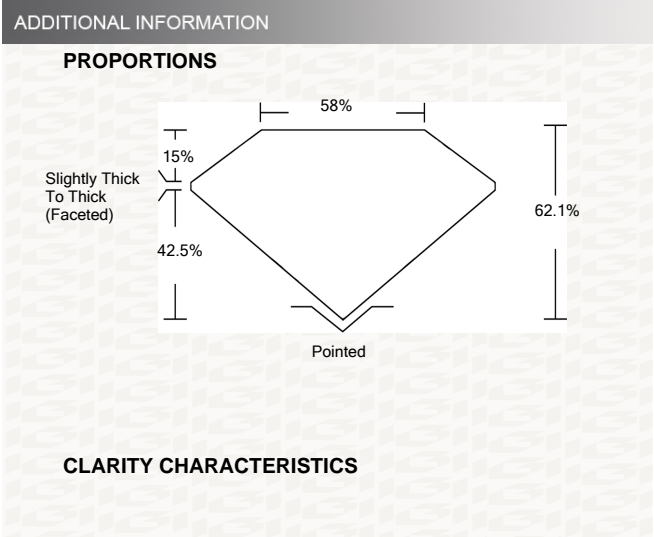 ADDITIONAL INFORMATION
PROPORTIONS
58%
15%
Slightly Thick
To Thick
(Faceted)
62.1%
42.5%
Pointed
CLARITY CHARACTERISTICS